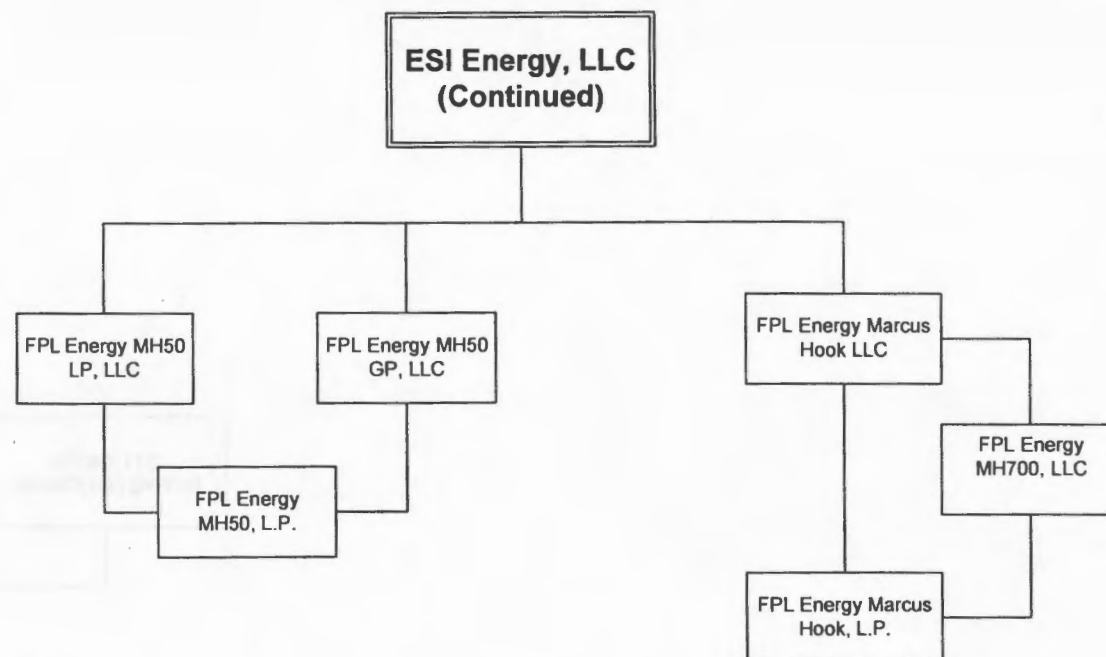 ESI Energy, LLC
(Continued)
FPL Energy MH50
LP, LLC
FPL Energy MH50
GP, LLC
FPL Energy Marcus
Hook LLC
FPL Energy
MH700, LLC
FPL Energy
MH50, L.P.
FPL Energy Marcus
Hook, L.P.